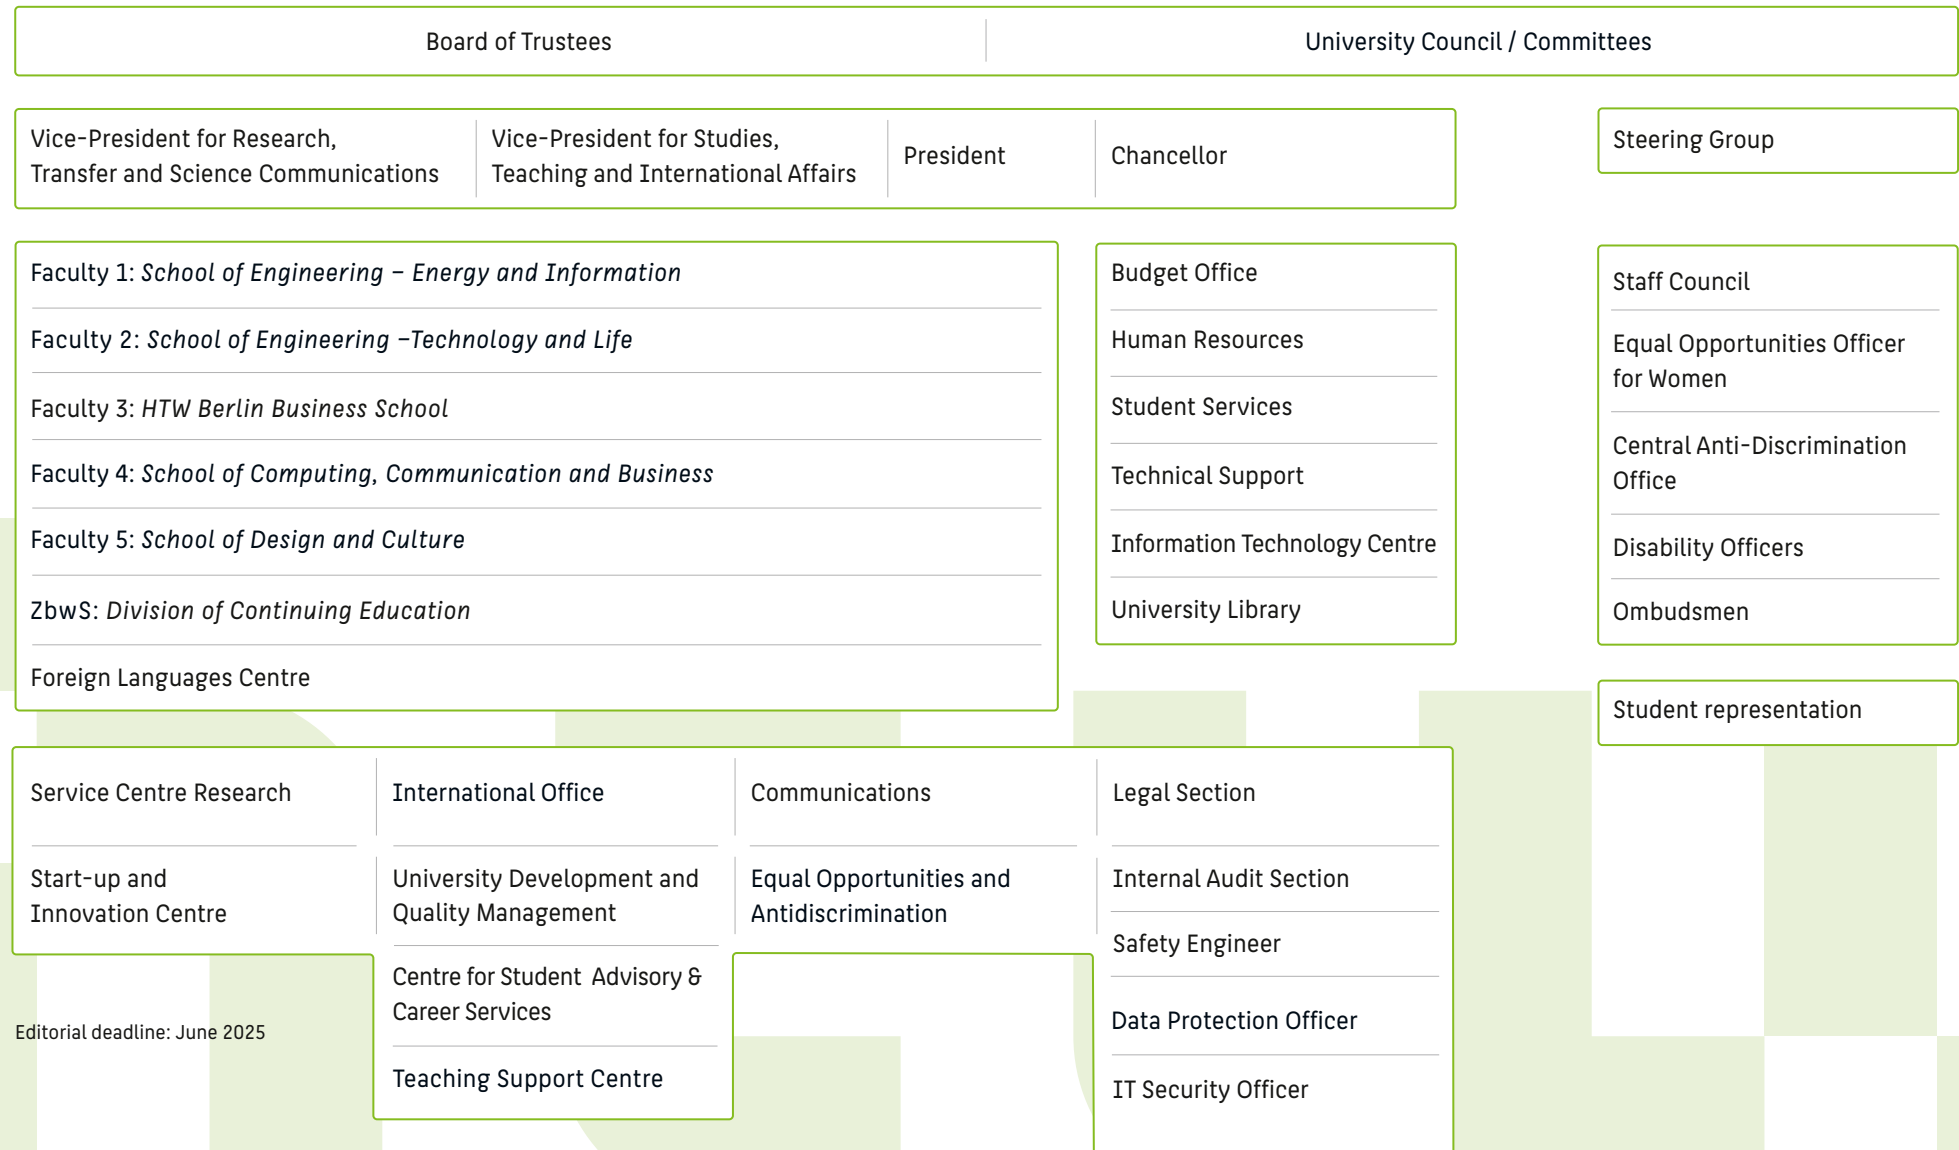 Board of Trustees
University Council / Committees
Vice-President for Research,
Transfer and Science Communications
Vice-President for Studies,
Teaching and International Affairs
President
Chancellor
Steering Group
Faculty 1: School of Engineering – Energy and Information
Faculty 2: School of Engineering –Technology and Life
Faculty 3: HTW Berlin Business School
Faculty 4: School of Computing, Communication and Business
Faculty 5: School of Design and Culture
ZbwS: Division of Continuing Education
Foreign Languages Centre
Budget Office
Human Resources
Student Services
Technical Support
Information Technology Centre
University Library
Staff Council
Equal Opportunities Officer
for Women
Central Anti-Discrimination
Office
Disability Officers
Ombudsmen
Student representation
Service Centre Research
Start-up and
Innovation Centre
International Office
University Development and
Quality Management
Centre for Student Advisory &
Career Services
Teaching Support Centre
Communications
Equal Opportunities and
Antidiscrimination
Legal Section
Internal Audit Section
Safety Engineer
Data Protection Officer
IT Security Officer
Editorial deadline: June 2025